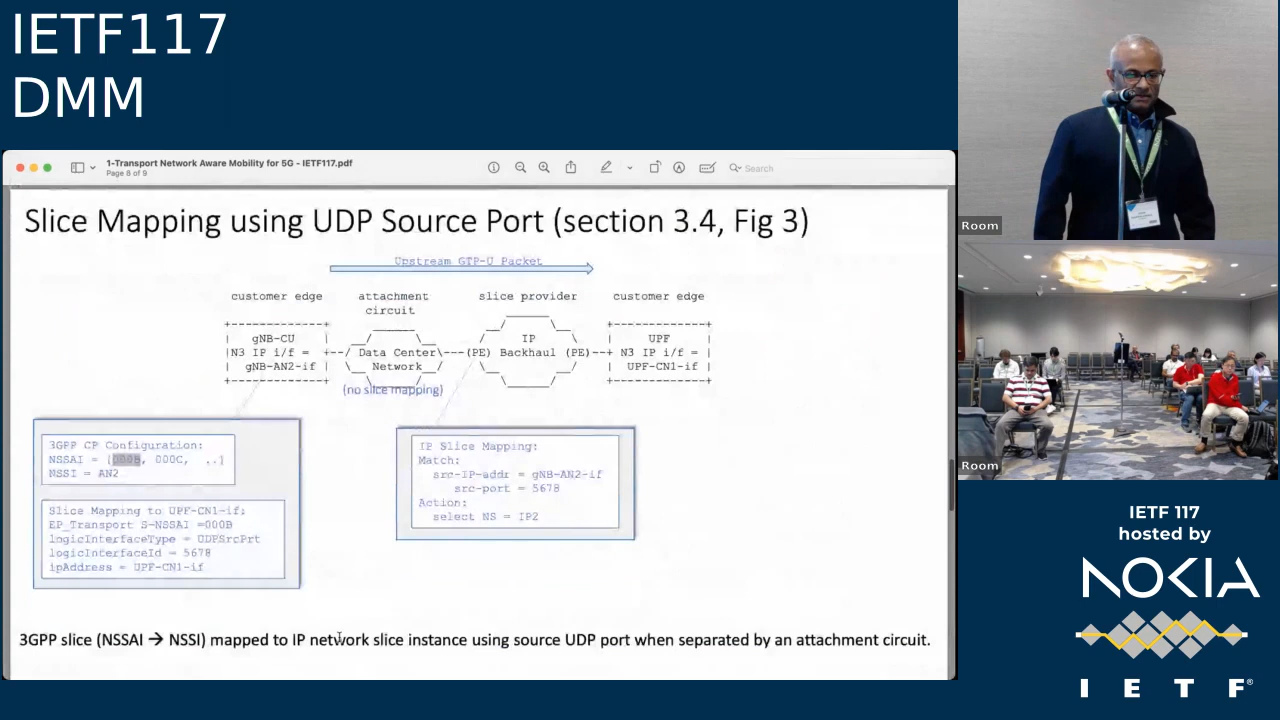 IETF117
DMM
1-Transport Network Aware Mobility for 5G - IETF117.pdf
Page 8 of 9
Search
Slice Mapping using UDP Source Port (section 3.4, Fig 3)
Upstream GTP-U Packet
customer edge attachment slice provider customer edge
circuit
gNB-CU IP UPF
N3 IP i/f = Data Center (PE) Backhaul (PE) N3 IP i/f =
gNB-AN2-if Network UPF-CN1-if
(no slice mapping)
3GPP CP Configuration:
NSSAI = [000B, 000C, ..]
MSSI = AN2
Slice Mapping to UPF-CN1-if:
EP_Transport S-NSSAI =000B
logicInterfaceType = UDPSrcPrt
logicInterfaceId = 5678
ipAddress = UPF-CN1-if
IP Slice Mapping:
Match:
src-IP-addr = gNB-AN2-if
src-port = 5678
Action:
select NS = IP2
3GPP slice (NSSAI → NSSI) mapped to IP network slice instance using source UDP port when separated by an attachment circuit.
Room
Room
IETF 117
hosted by
NOKIA
I E T F®